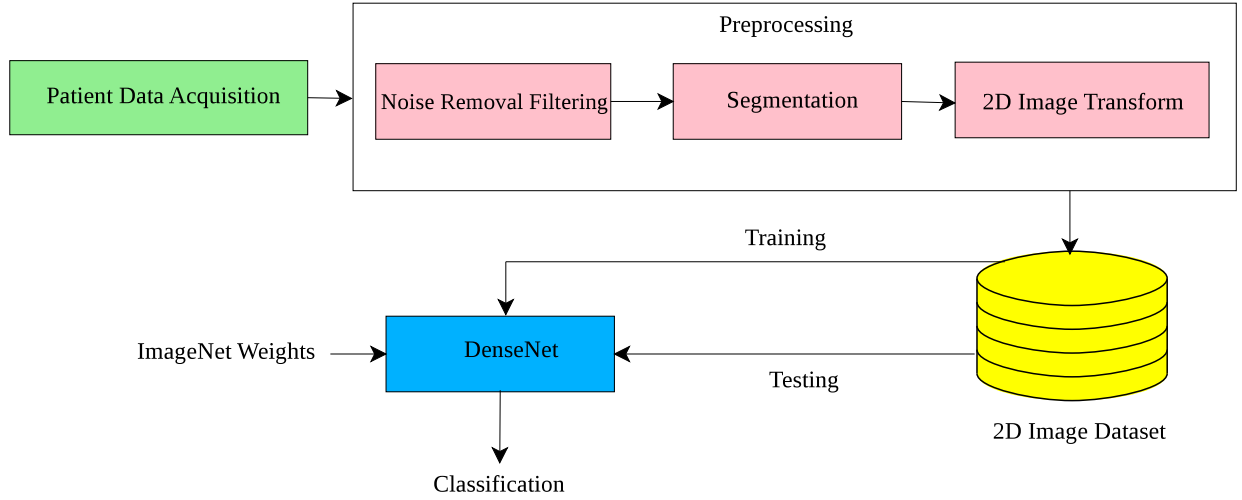 Preprocessing
Patient Data Acquisition
Noise Removal Filtering
Segmentation
2D Image Transform
Training
ImageNet Weights
DenseNet
Testing
2D Image Dataset
Classification